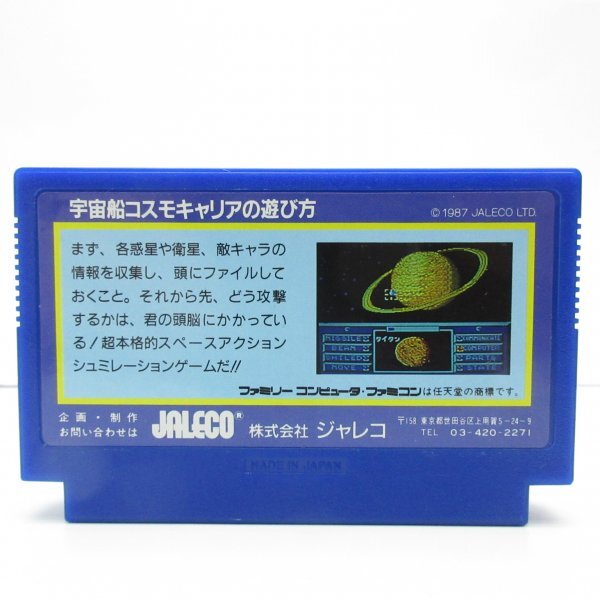 宇宙船コスモキャリアの遊び方
© 1987 JALECO LTD.
まず、各惑星や衛星、敵キャラの
情報を収集し、頭にファイルして
おくこと。それから先、どう攻撃
するかは、君の頭脳にかかってい
る!超本格的スペースアクション
シュミレーションゲームだ!!
MISSILE
BEAM
SHILED
MOVE
タイタン
COMMUNICATE
COMPUTER
PARTS
STATE
ファミリーコンピュータ・ファミコンは任天堂の商標です。
企画・制作
お問い合わせは
JALECO®
株式会社 ジャレコ
〒158 東京都世田谷区上用賀5-24-9
TEL 03-420-2271
MADE IN JAPAN